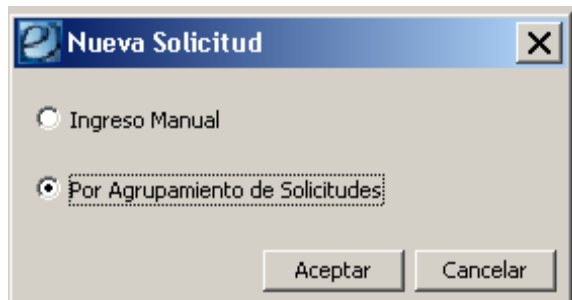 Nueva Solicitud
Ingreso Manual
Por Agrupamiento de Solicitudes
Aceptar Cancelar